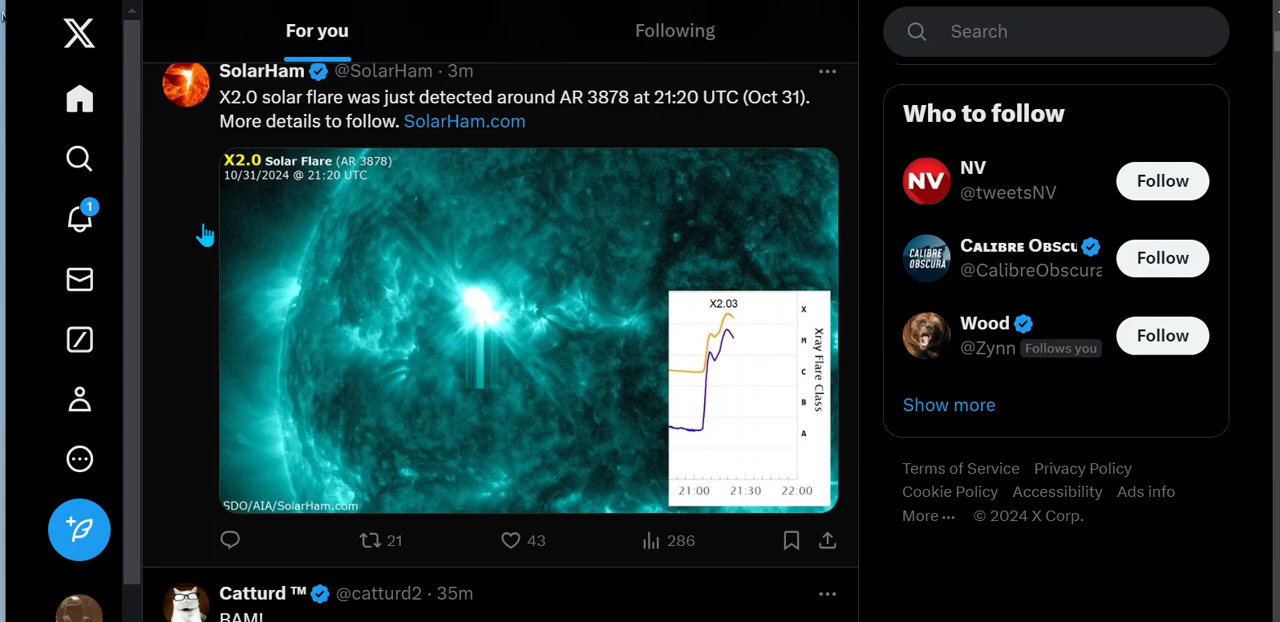 For you
Following
SolarHam @SolarHam · 3m
X2.0 solar flare was just detected around AR 3878 at 21:20 UTC (Oct 31).
More details to follow. SolarHam.com
X2.0 Solar Flare (AR 3878)
10/31/2024 @ 21:20 UTC
X2.03
X
M
C
B
A
Xray Flare Class
21:00 21:30 22:00
SDO/AIA/SolarHam.com
21 43 286
Catturd ™ @catturd2 · 35m
BAM!
1
Search
Who to follow
NV
NV
@tweetsNV
Follow
CALIBRE OBSCURA
Calibre Obscu
@CalibreObscura
Follow
Wood
@Zynn Follows you
Follow
Show more
Terms of Service Privacy Policy
Cookie Policy Accessibility Ads info
More ··· © 2024 X Corp.